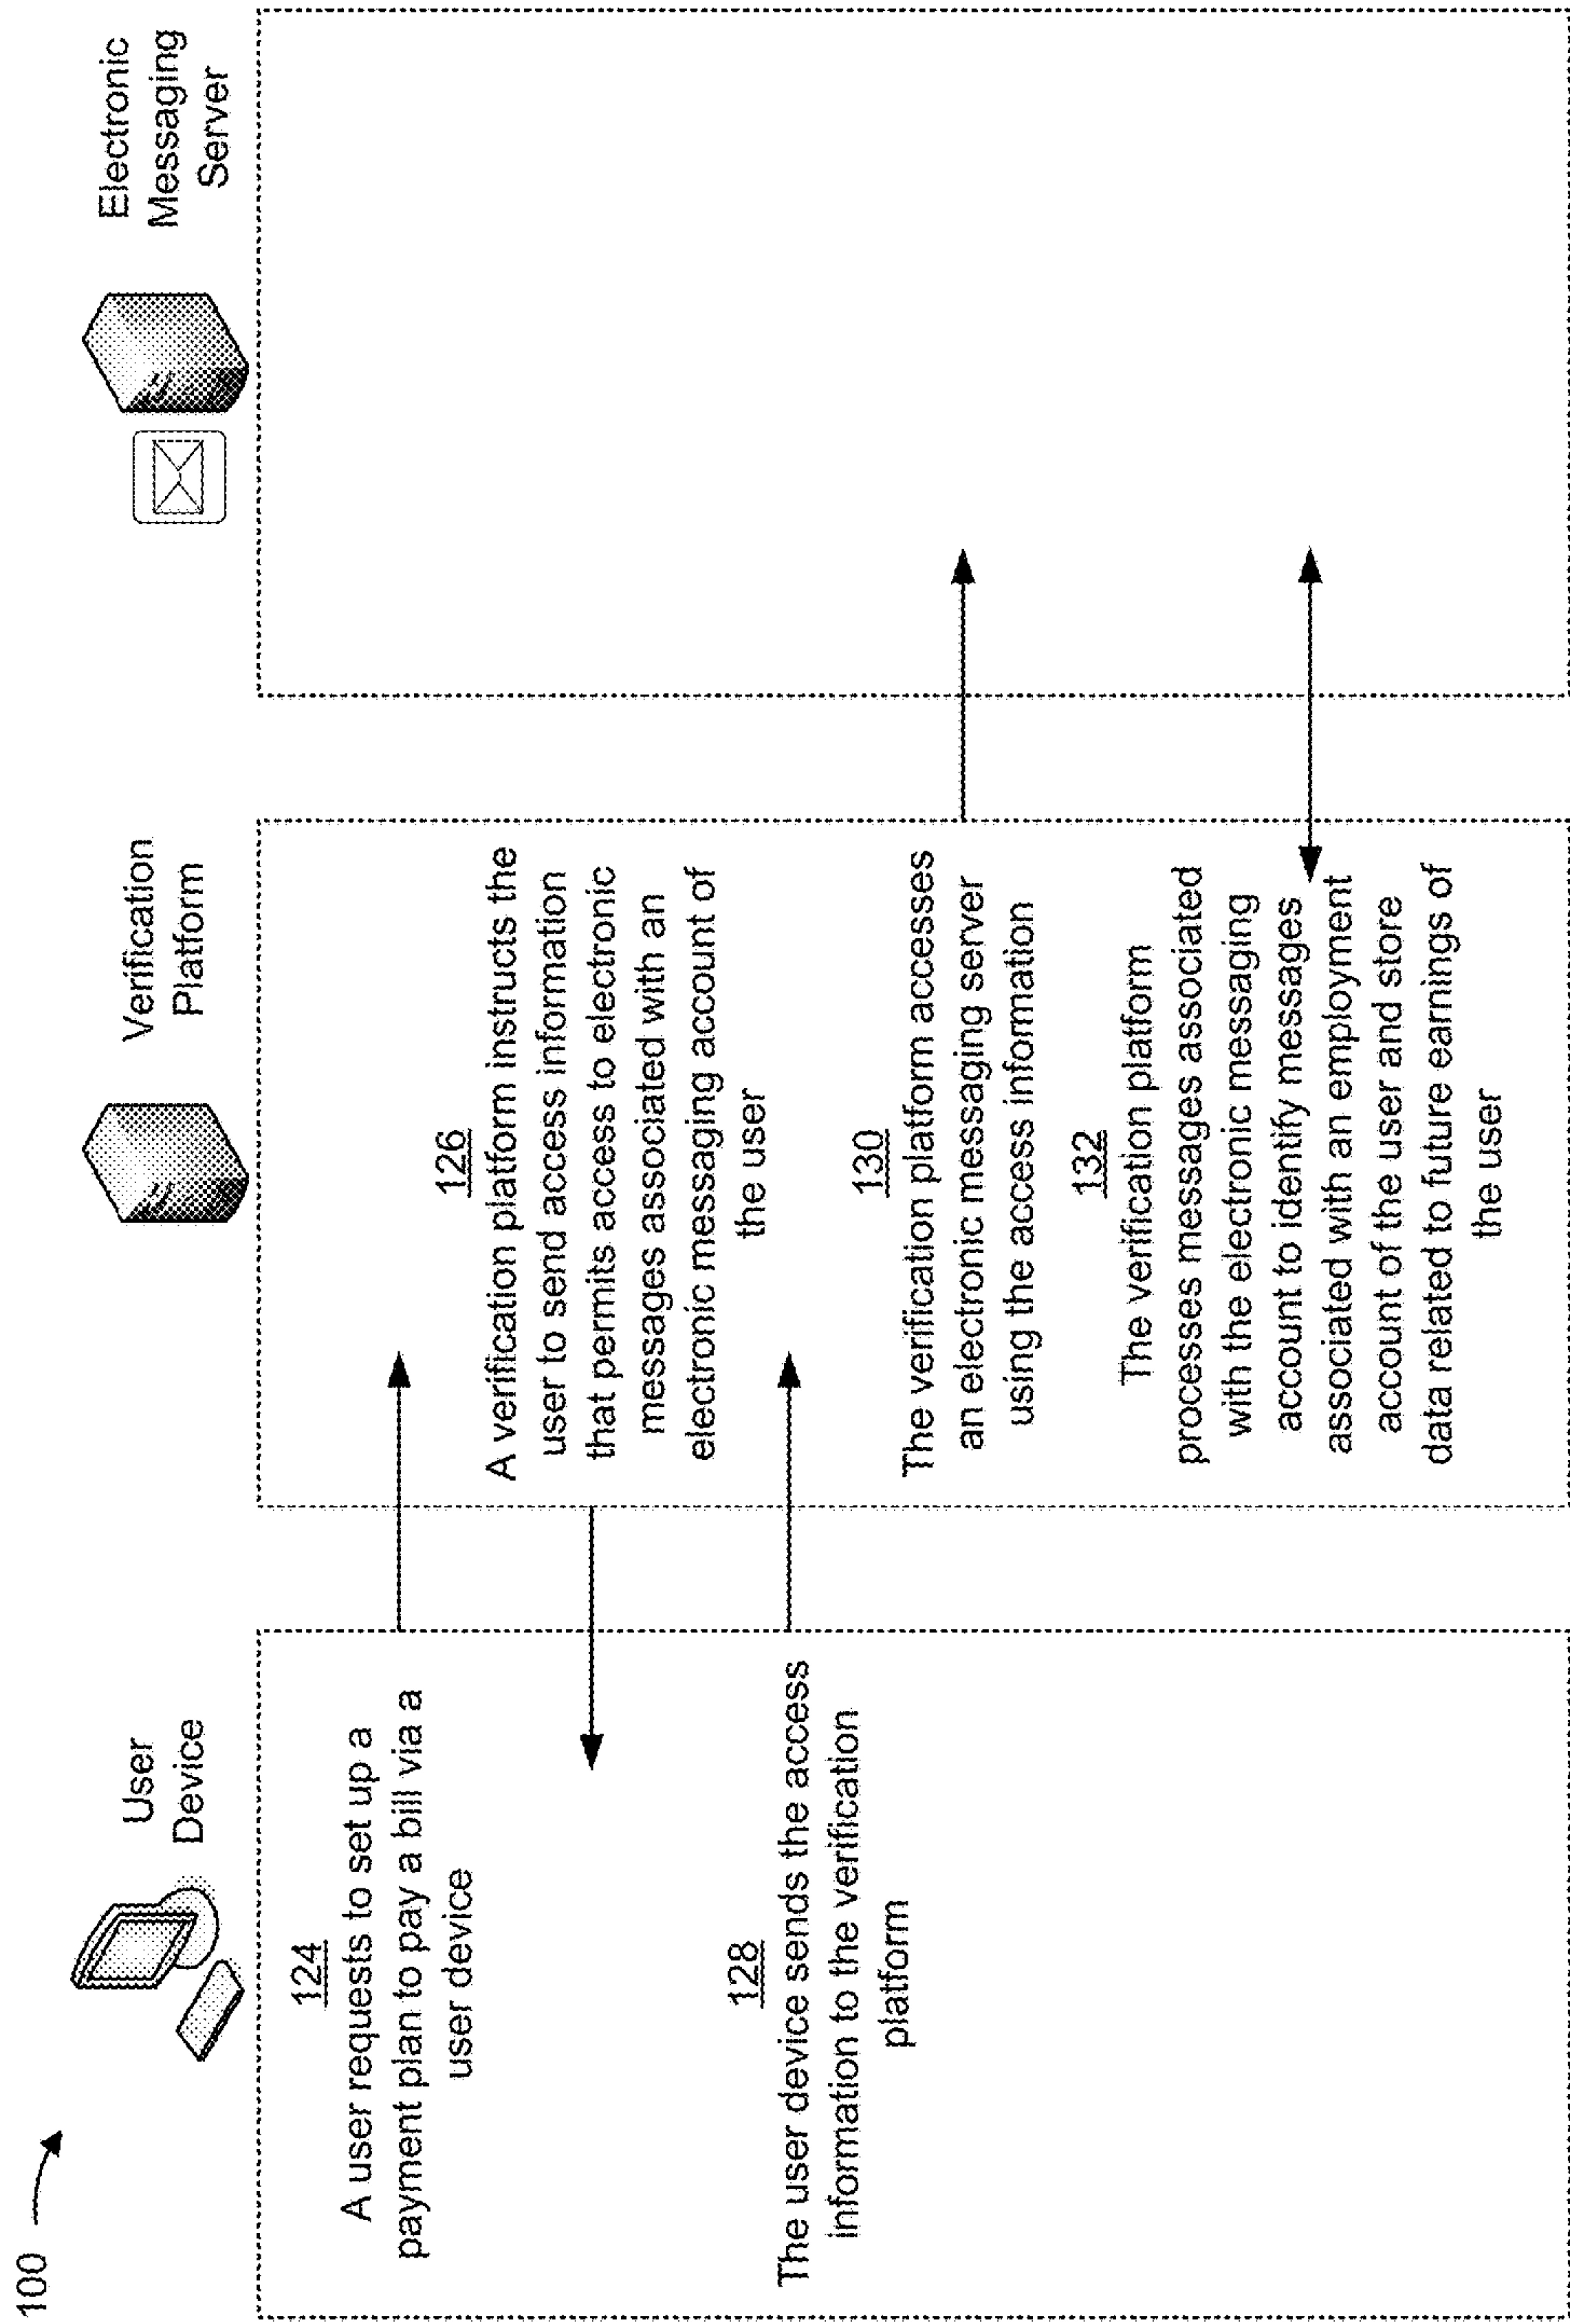 100
User
Device
Verification
Platform
Electronic
Messaging
Server
124
A user requests to set up a
payment plan to pay a bill via a
user device
126
A verification platform instructs the
user to send access information
that permits access to electronic
messages associated with an
electronic messaging account of
the user
128
The user device sends the access
information to the verification
platform
130
The verification platform accesses
an electronic messaging server
using the access information
132
The verification platform
processes messages associated
with the electronic messaging
account to identify messages
associated with an employment
account of the user and store
data related to future earnings of
the user